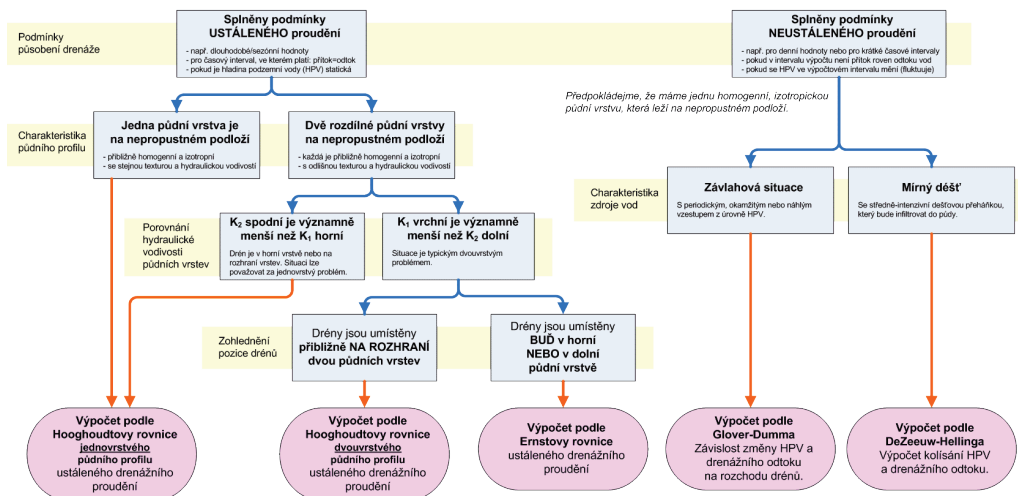 Podmínky
působení drenáže
Splněny podmínky
USTÁLENÉHO proudění
- např. dlouhodobé/sezónní hodnoty
- pro časový interval, ve kterém platí: přítok=odtok
- pokud je hladina podzemní vody (HPV) statická
Splněny podmínky
NEUSTÁLENÉHO proudění
- např. pro denní hodnoty nebo pro krátké časové intervaly
- pokud v intervalu výpočtu není přítok roven odtoku vod
- pokud se HPV ve výpočtovém intervalu mění (fluktuuje)
Předpokládejme, že máme jednu homogenní, izotropickou
půdní vrstvu, která leží na nepropustném podloží.
Charakteristika
půdního profilu
Jedna půdní vrstva je
na nepropustném podloží
- přibližně homogenní a izotropní
- se stejnou texturou a hydraulickou vodivostí
Dvě rozdílné půdní vrstvy
na nepropustném podloží
- každá je přibližně homogenní a izotropní
- s odlišnou texturou a hydraulickou vodivostí
Charakteristika
zdroje vod
Závlahová situace
S periodickým, okamžitým nebo náhlým
vzestupem z úrovně HPV.
Mírný déšť
Se středně-intenzivní dešťovou přeháňkou,
který bude infiltrovat do půdy.
Porovnání
hydraulické
vodivosti
půdních vrstev
K₂ spodní je významně
menší než K₁ horní
Drén je v horní vrstvě nebo na
rozhraní vrstev. Situaci lze
považovat za jednovrstvý problém.
K₁ vrchní je významně
menší než K₂ dolní
Situace je typickým dvouvrstvým
problémem.
Zohlednění
pozice drénů
Drény jsou umístěny
přibližně NA ROZHRANÍ
dvou půdních vrstev
Drény jsou umístěny
BUĎ v horní
NEBO v dolní
půdní vrstvě
Výpočet podle
Hooghoudtovy rovnice
jednovrstvého
půdního profilu
ustáleného drenážního
proudění
Výpočet podle
Hooghoudtovy rovnice
dvouvrstvého
půdního profilu
ustáleného drenážního
proudění
Výpočet podle
Ernstovy rovnice
ustáleného drenážního
proudění
Výpočet podle
Glover-Dumma
Závislost změny HPV a
drenážního odtoku
na rozchodu drénů.
Výpočet podle
DeZeeuw-Hellinga
Výpočet kolísání HPV
a drenážního odtoku.